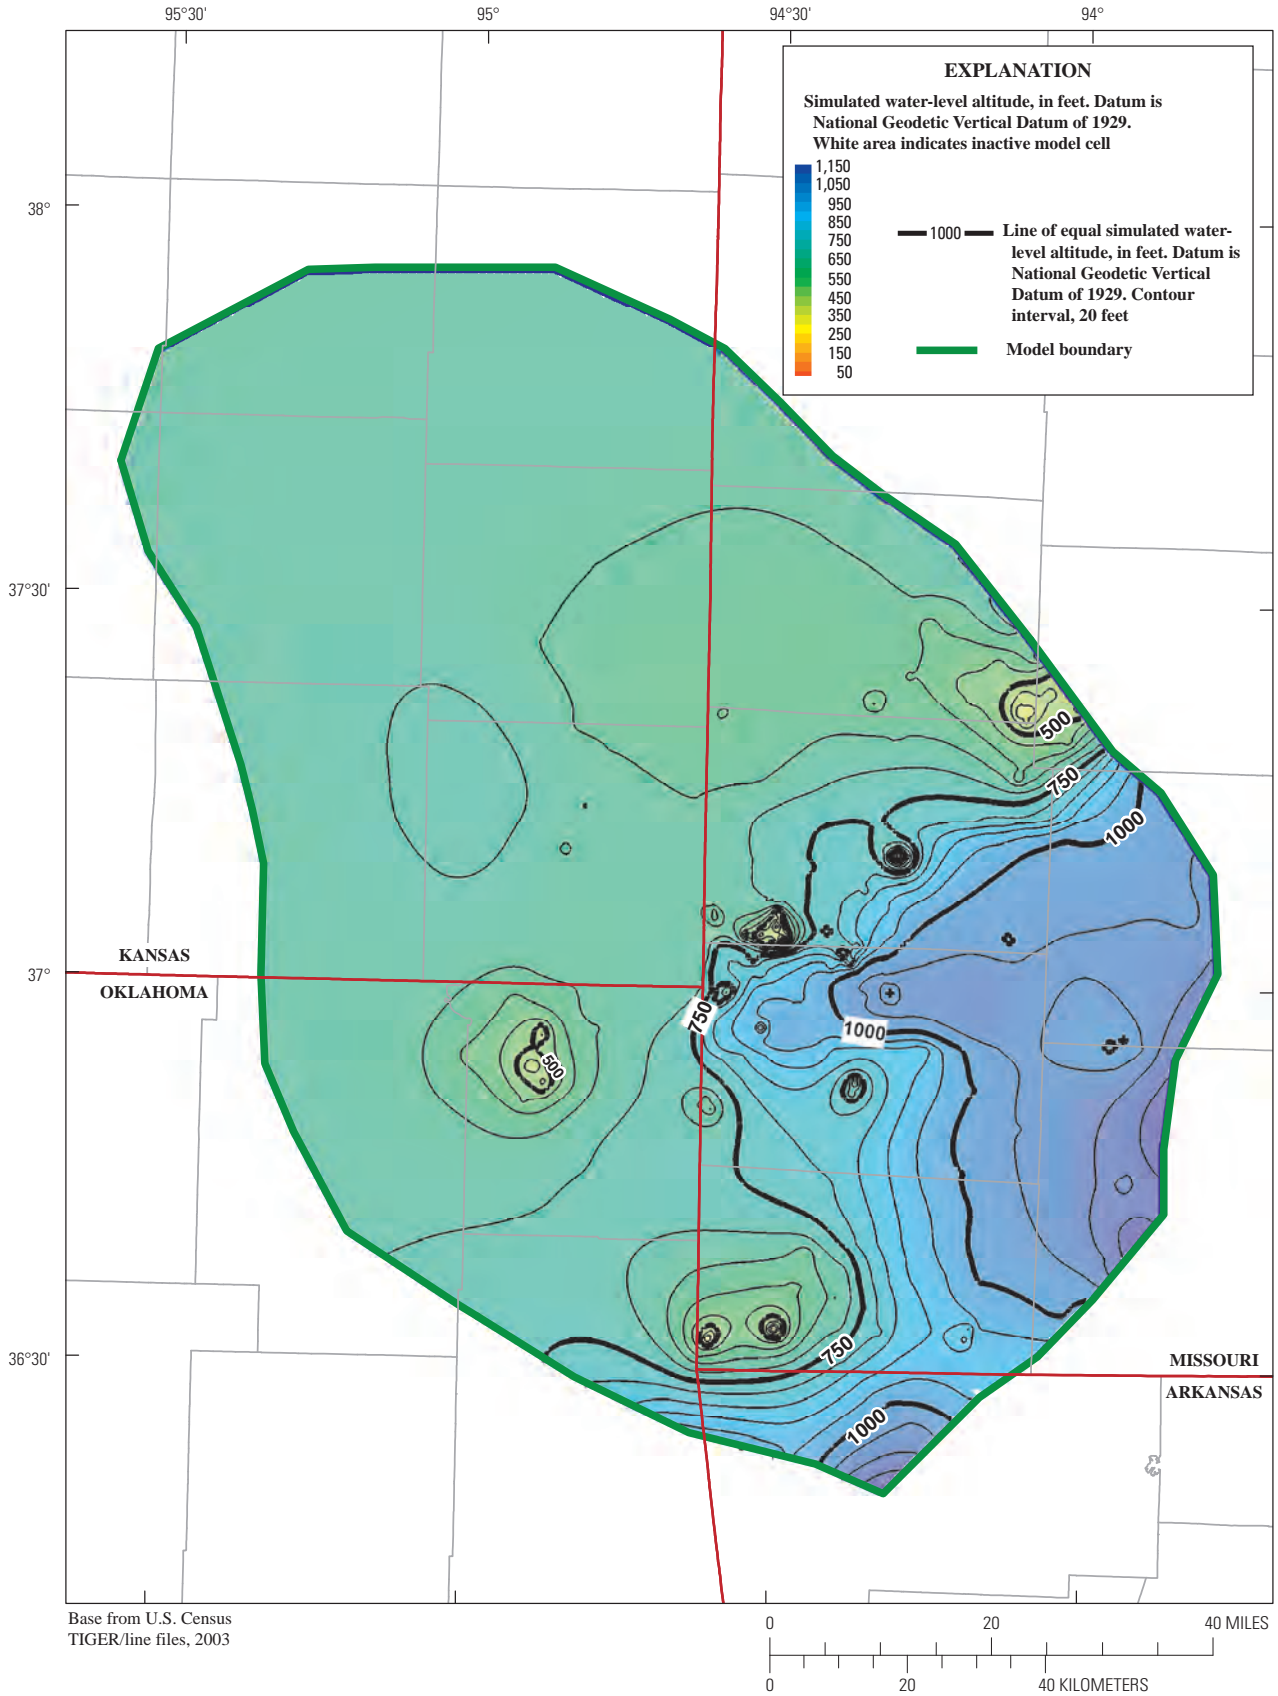 95°30'
95°
94°30'
94°
EXPLANATION
Simulated water-level altitude, in feet. Datum is
National Geodetic Vertical Datum of 1929.
White area indicates inactive model cell
1,150
1,050
950
850
750
650
550
450
350
250
150
50
1000
Line of equal simulated water-
level altitude, in feet. Datum is
National Geodetic Vertical
Datum of 1929. Contour
interval, 20 feet
Model boundary
38°
37°30'
37°
36°30'
500
750
1000
KANSAS
OKLAHOMA
750
1000
500
750
MISSOURI
ARKANSAS
1000
Base from U.S. Census
TIGER/line files, 2003
0 20 40 MILES
0 20 40 KILOMETERS